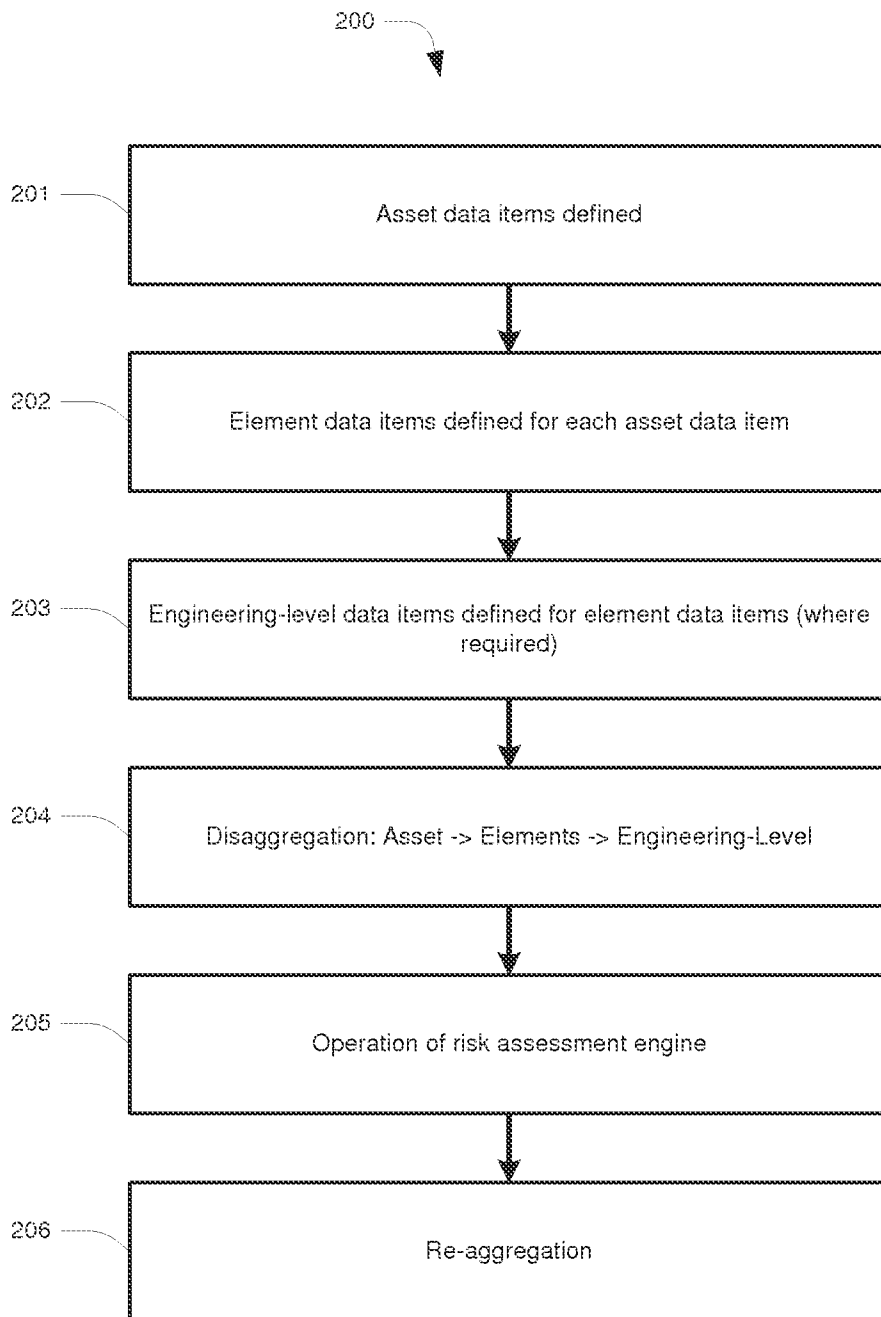 200
201
Asset data items defined
202
Element data items defined for each asset data item
203
Engineering-level data items defined for element data items (where
required)
204
Disaggregation: Asset -> Elements -> Engineering-Level
205
Operation of risk assessment engine
206
Re-aggregation